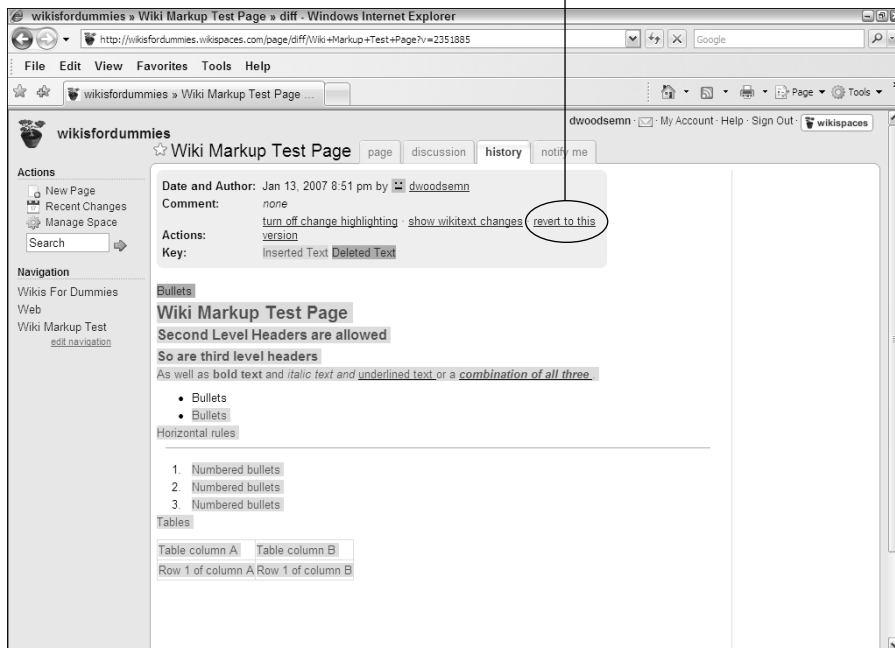 wikisfordummies » Wiki Markup Test Page » diff - Windows Internet Explorer
http://wikisfordummies.wikispaces.com/page/diff/Wiki+Markup+Test+Page?v=2351885
Google
File Edit View Favorites Tools Help
wikisfordummies » Wiki Markup Test Page ...
Page Tools
dwoodsemn · My Account · Help · Sign Out · wikispaces
wikisfordummies
Wiki Markup Test Page page discussion history notify me
Actions
New Page
Recent Changes
Manage Space
Search
Navigation
Wikis For Dummies
Web
Wiki Markup Test
edit navigation
Date and Author: Jan 13, 2007 8:51 pm by dwoodsemn
Comment: none
turn off change highlighting · show wikitext changes · revert to this
Actions: version
Key: Inserted Text Deleted Text
Bullets
Wiki Markup Test Page
Second Level Headers are allowed
So are third level headers
As well as bold text and italic text and underlined text or a combination of all three .
• Bullets
• Bullets
Horizontal rules
1. Numbered bullets
2. Numbered bullets
3. Numbered bullets
Tables
Table column A Table column B
Row 1 of column A Row 1 of column B